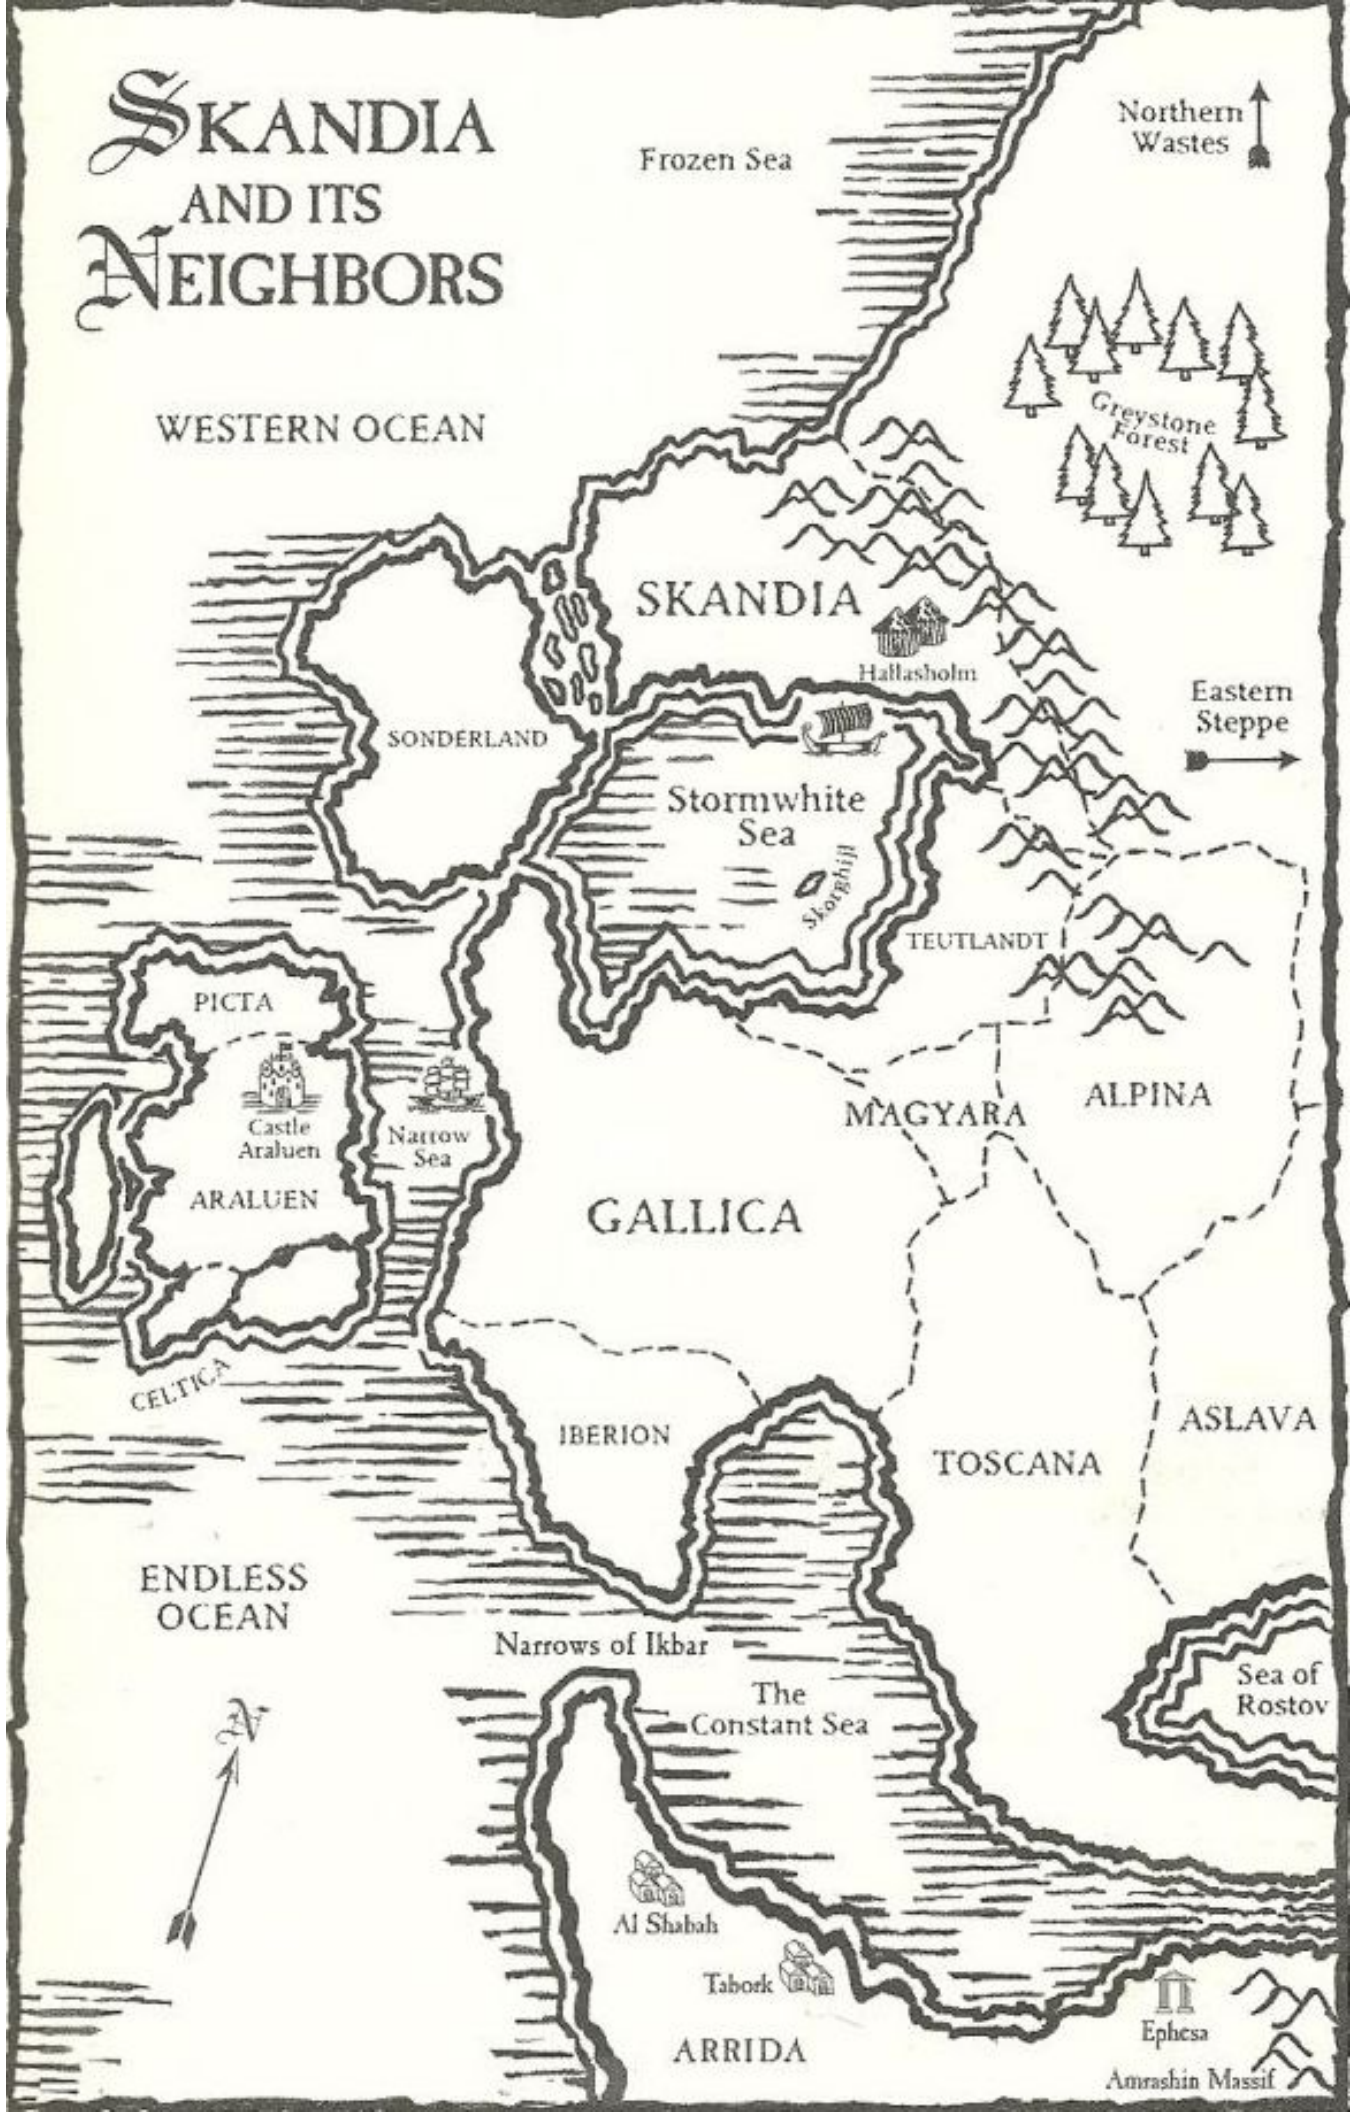 SKANDIA
AND ITS
NEIGHBORS
Frozen Sea
Northern
Wastes
WESTERN OCEAN
Greystone
Forest
SKANDIA
Hallasholm
Eastern
Steppe
SONDERLAND
Stormwhite
Sea
Skorghijl
TEUTLANDT
PICTA
Castle
Araluen
Narrow
Sea
MAGYARA
ALPINA
ARALUEN
GALLICA
CELTICA
IBERION
TOSCANA
ASLAVA
ENDLESS
OCEAN
Narrows of Ikbar
The
Constant Sea
Sea of
Rostov
N
Al Shabah
Tabork
Ephesa
ARRIDA
Amrashin Massif